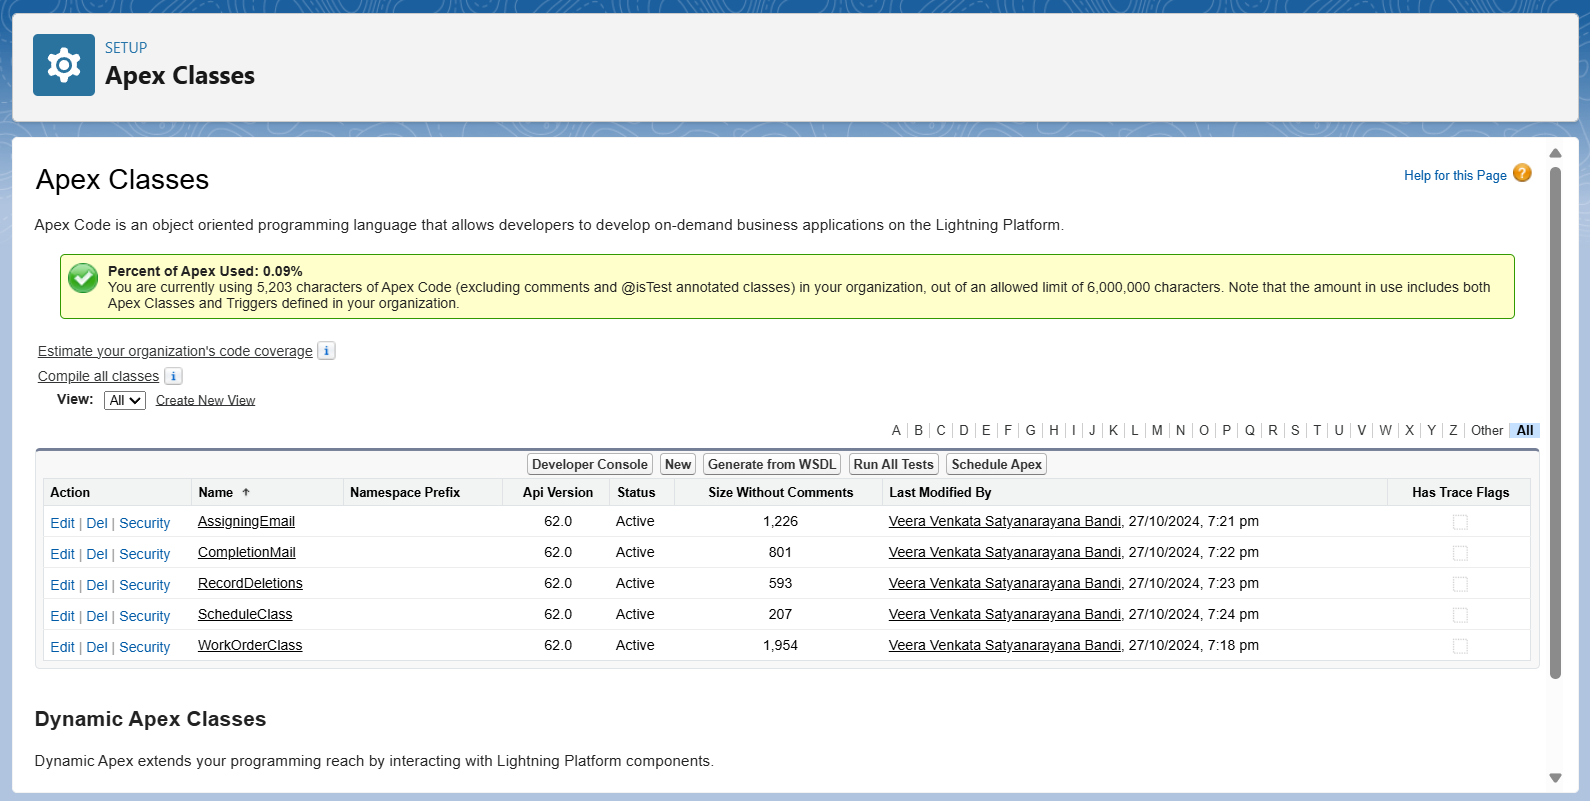 SETUP
Apex Classes
Apex Classes
Help for this Page ?
Apex Code is an object oriented programming language that allows developers to develop on-demand business applications on the Lightning Platform.
Percent of Apex Used: 0.09%
You are currently using 5,203 characters of Apex Code (excluding comments and @isTest annotated classes) in your organization, out of an allowed limit of 6,000,000 characters. Note that the amount in use includes both
Apex Classes and Triggers defined in your organization.
Estimate your organization's code coverage i
Compile all classes i
View: All Create New View
A | B | C | D | E | F | G | H | I | J | K | L | M | N | O | P | Q | R | S | T | U | V | W | X | Y | Z | Other | All
Developer Console New Generate from WSDL Run All Tests Schedule Apex
Action Name ↑ Namespace Prefix Api Version Status Size Without Comments Last Modified By Has Trace Flags
Edit | Del | Security AssigningEmail 62.0 Active 1,226 Veera Venkata Satyanarayana Bandi, 27/10/2024, 7:21 pm
Edit | Del | Security CompletionMail 62.0 Active 801 Veera Venkata Satyanarayana Bandi, 27/10/2024, 7:22 pm
Edit | Del | Security RecordDeletions 62.0 Active 593 Veera Venkata Satyanarayana Bandi, 27/10/2024, 7:23 pm
Edit | Del | Security ScheduleClass 62.0 Active 207 Veera Venkata Satyanarayana Bandi, 27/10/2024, 7:24 pm
Edit | Del | Security WorkOrderClass 62.0 Active 1,954 Veera Venkata Satyanarayana Bandi, 27/10/2024, 7:18 pm
Dynamic Apex Classes
Dynamic Apex extends your programming reach by interacting with Lightning Platform components.